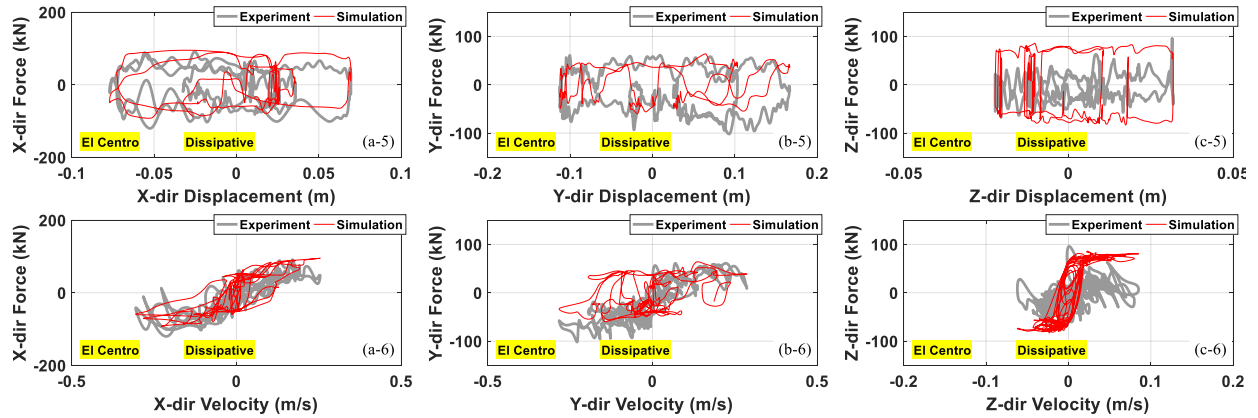 Experiment Simulation
200
0
-200
X-dir Force (kN)
El Centro
Dissipative
(a-5)
-0.1 -0.05 0 0.05 0.1
X-dir Displacement (m)
Experiment Simulation
100
0
-100
Y-dir Force (kN)
El Centro
Dissipative
(b-5)
-0.2 -0.1 0 0.1 0.2
Y-dir Displacement (m)
Experiment Simulation
100
0
-100
Z-dir Force (kN)
El Centro
Dissipative
(c-5)
-0.05 0 0.05
Z-dir Displacement (m)
Experiment Simulation
200
0
-200
X-dir Force (kN)
El Centro
Dissipative
(a-6)
-0.5 0 0.5
X-dir Velocity (m/s)
Experiment Simulation
100
0
-100
Y-dir Force (kN)
El Centro
Dissipative
(b-6)
-0.5 0 0.5
Y-dir Velocity (m/s)
Experiment Simulation
100
0
-100
Z-dir Force (kN)
El Centro
Dissipative
(c-6)
-0.2 -0.1 0 0.1 0.2
Z-dir Velocity (m/s)